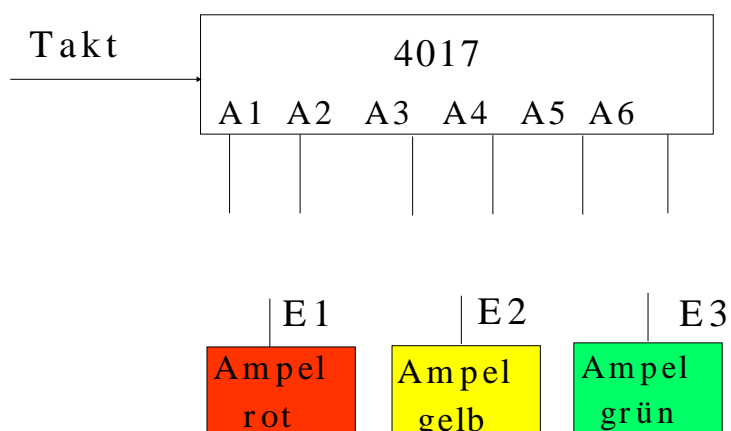 Takt
4017
A1 A2 A3 A4 A5 A6
E1 E2 E3
Ampel rot
Ampel gelb
Ampel grün